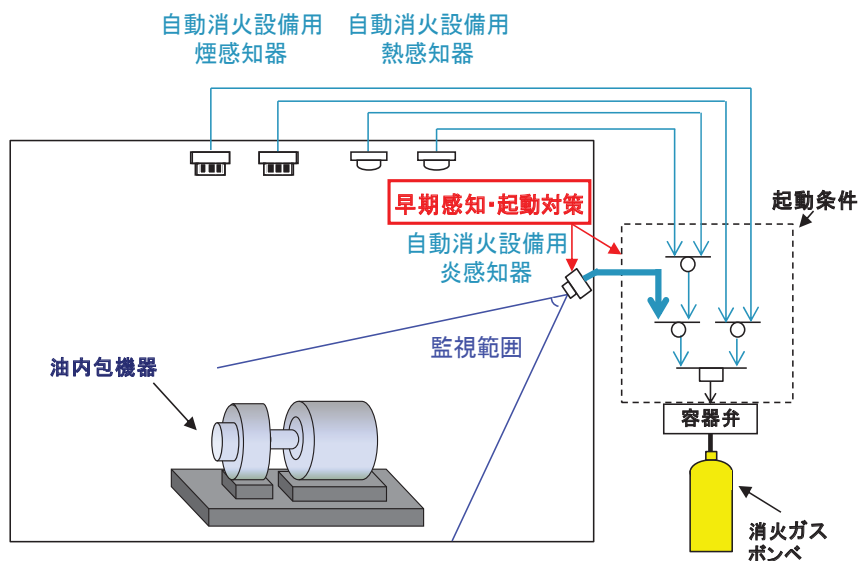 自動消火設備用
煙感知器
自動消火設備用
熱感知器
早期感知・起動対策
起動条件
自動消火設備用
炎感知器
監視範囲
油内包機器
容器弁
消火ガス
ボンベ